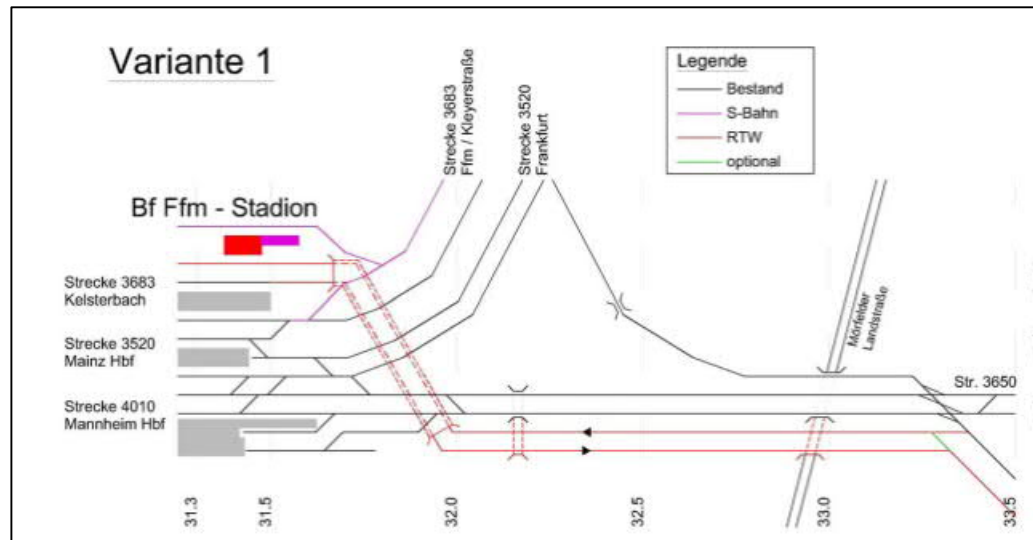 Variante 1
Legende
Bestand
S-Bahn
RTW
optional
Strecke 3683
Ffm / Kleyerstraße
Strecke 3520
Frankfurt
Bf Ffm - Stadion
Strecke 3683
Kelsterbach
Strecke 3520
Mainz Hbf
Strecke 4010
Mannheim Hbf
Mörfelder
Landstraße
Str. 3650
31.3
31.5
32.0
32.5
33.0
33.5